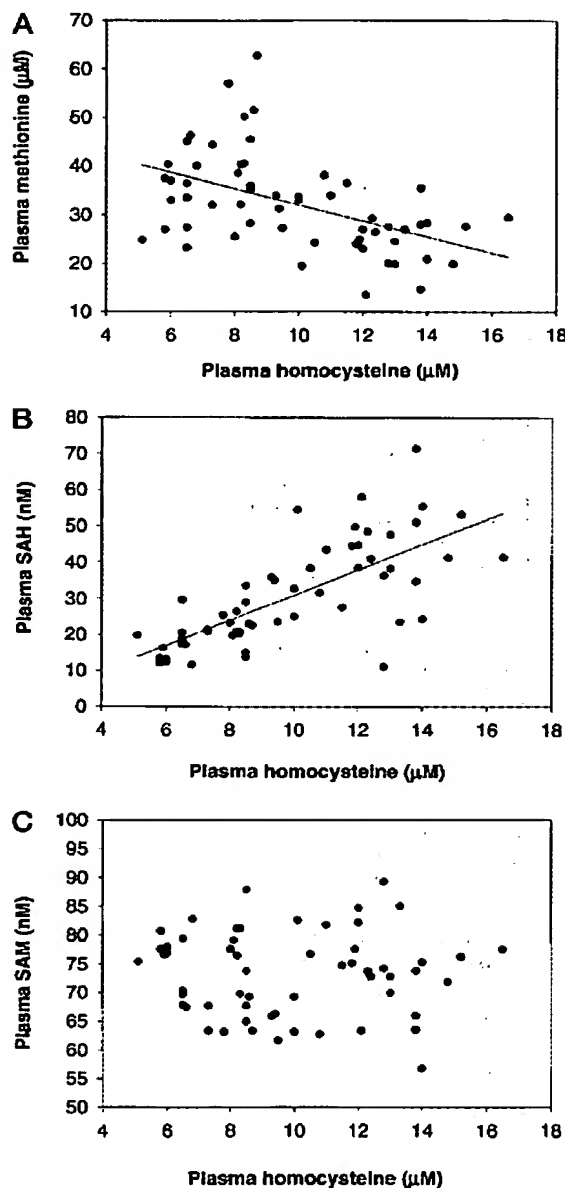 A
Plasma methionine (μM)
70
60
50
40
30
20
10
4 6 8 10 12 14 16 18
Plasma homocysteine (μM)
B
Plasma SAH (nM)
80
70
60
50
40
30
20
10
0
4 6 8 10 12 14 16 18
Plasma homocysteine (μM)
C
Plasma SAM (nM)
100
95
90
85
80
75
70
65
60
55
50
4 6 8 10 12 14 16 18
Plasma homocysteine (μM)